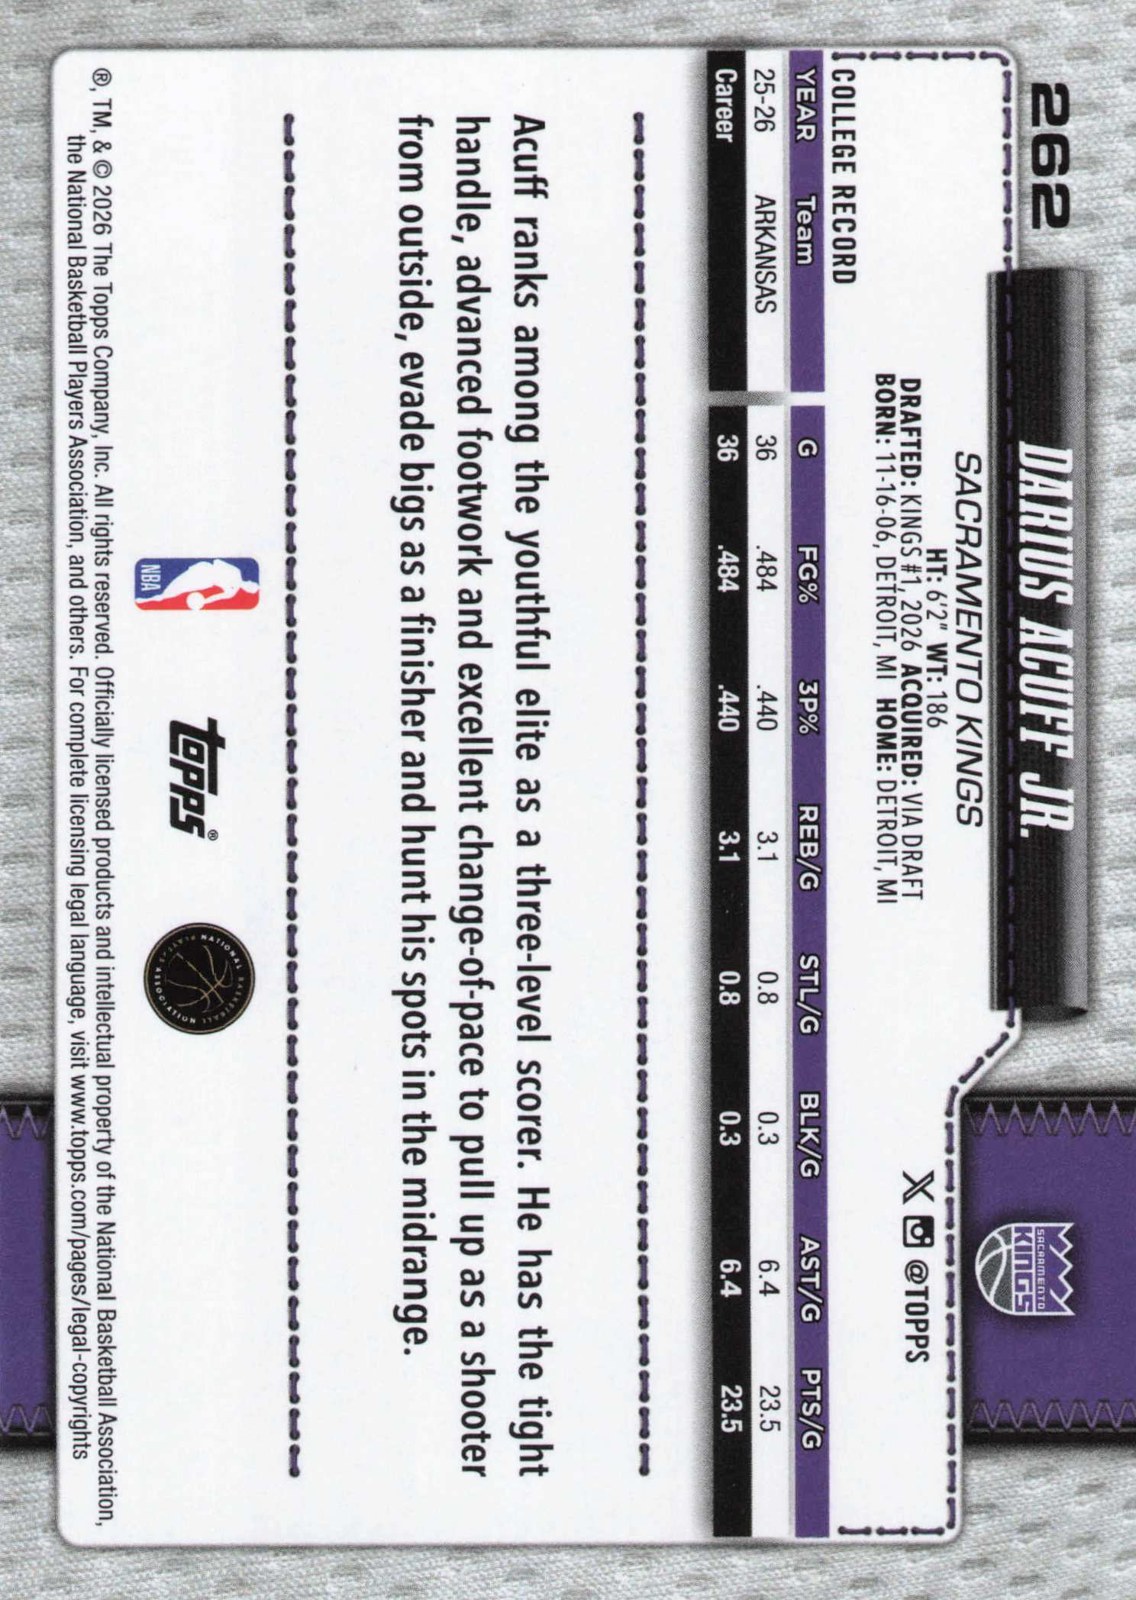 262
DARIUS ACUFF JR.
SACRAMENTO KINGS
HT: 6'2" WT: 186
DRAFTED: KINGS #1, 2026 ACQUIRED: VIA DRAFT
BORN: 11-16-06, DETROIT, MI HOME: DETROIT, MI
X @TOPPS
SACRAMENTO
KINGS
COLLEGE RECORD
YEAR Team G FG% 3P% REB/G STL/G BLK/G AST/G PTS/G
25-26 ARKANSAS 36 .484 .440 3.1 0.8 0.3 6.4 23.5
Career 36 .484 .440 3.1 0.8 0.3 6.4 23.5
Acuff ranks among the youthful elite as a three-level scorer. He has the tight
handle, advanced footwork and excellent change-of-pace to pull up as a shooter
from outside, evade bigs as a finisher and hunt his spots in the midrange.
NBA
topps®
NATIONAL BASKETBALL PLAYERS ASSOCIATION
®, TM, & © 2026 The Topps Company, Inc. All rights reserved. Officially licensed products and intellectual property of the National Basketball Association,
the National Basketball Players Association, and others. For complete licensing legal language, visit www.topps.com/pages/legal-copyrights